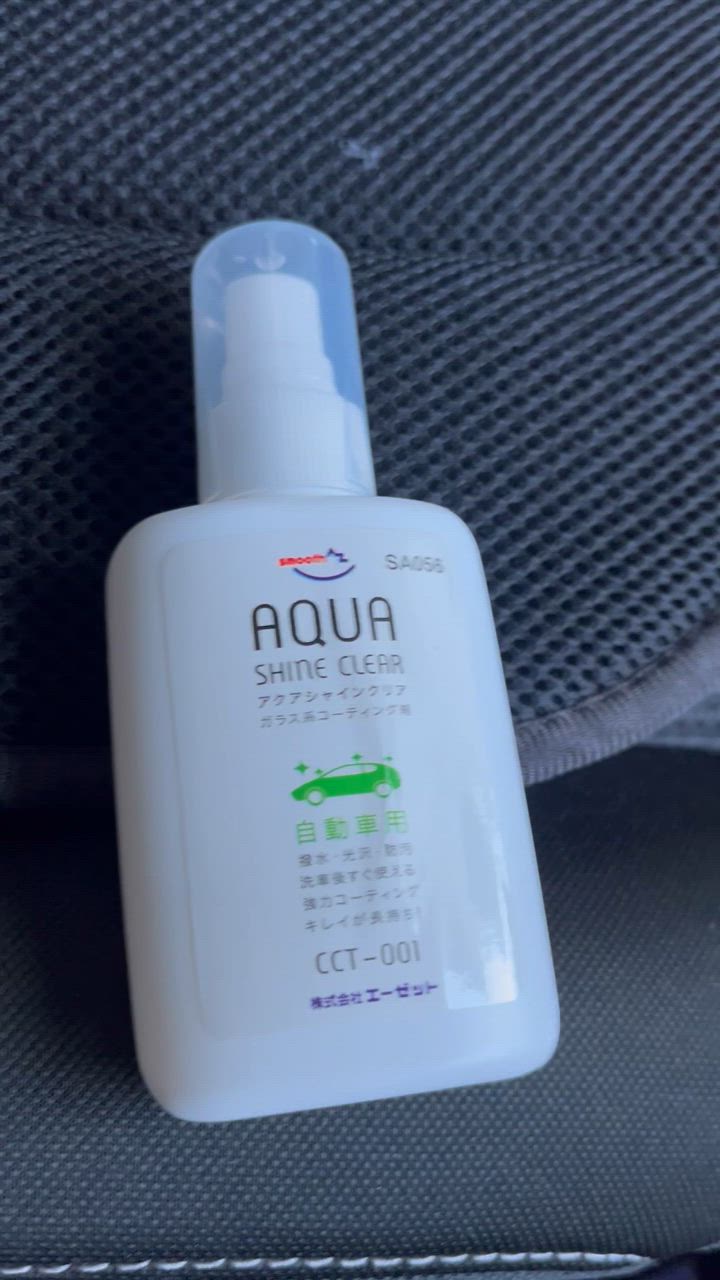 smooth AZ
SA056
AQUA
SHINE CLEAR
アクアシャインクリア
ガラス系コーティング剤
自動車用
撥水・光沢・防汚
洗車後すぐ使える
強力コーティング
キレイが長持ち!
CCT-001
株式会社エーゼット